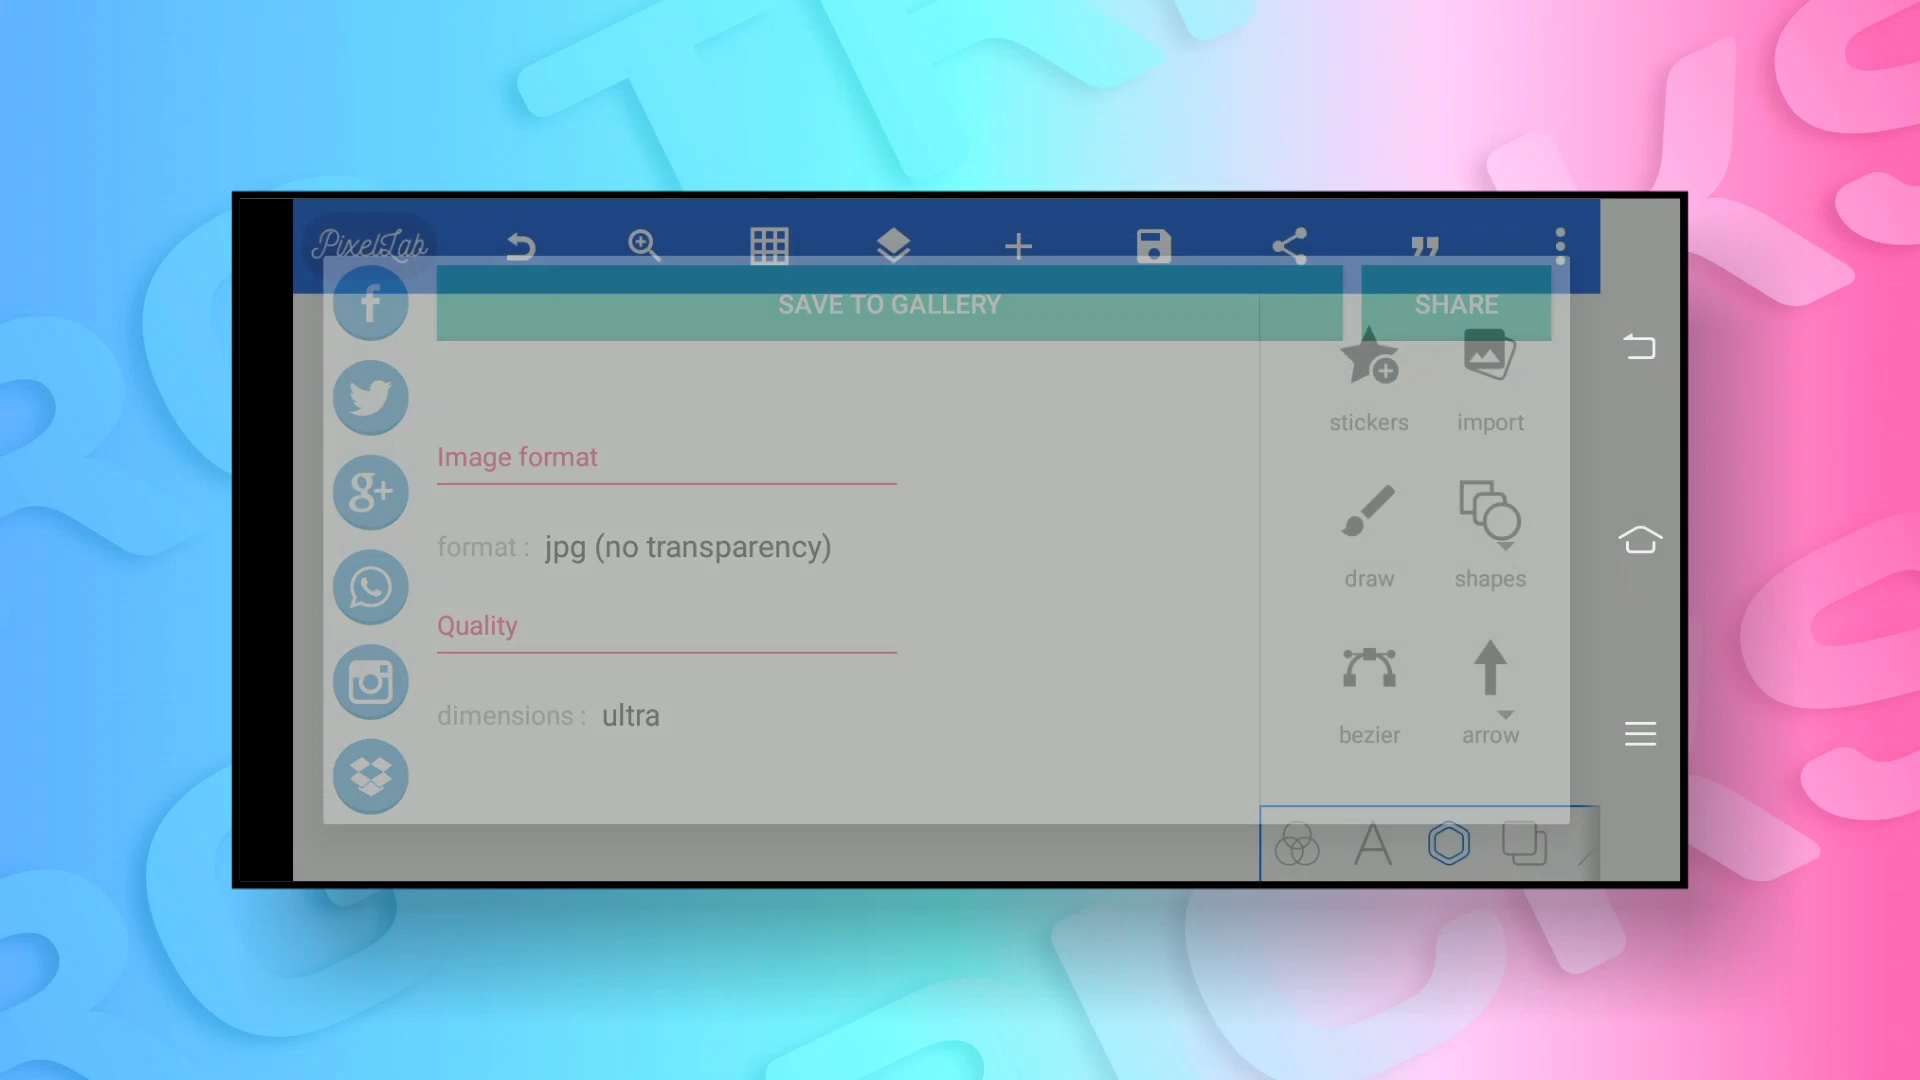 PixelLab
SAVE TO GALLERY
SHARE
stickers
import
Image format
format : jpg (no transparency)
draw
shapes
Quality
dimensions : ultra
bezier
arrow